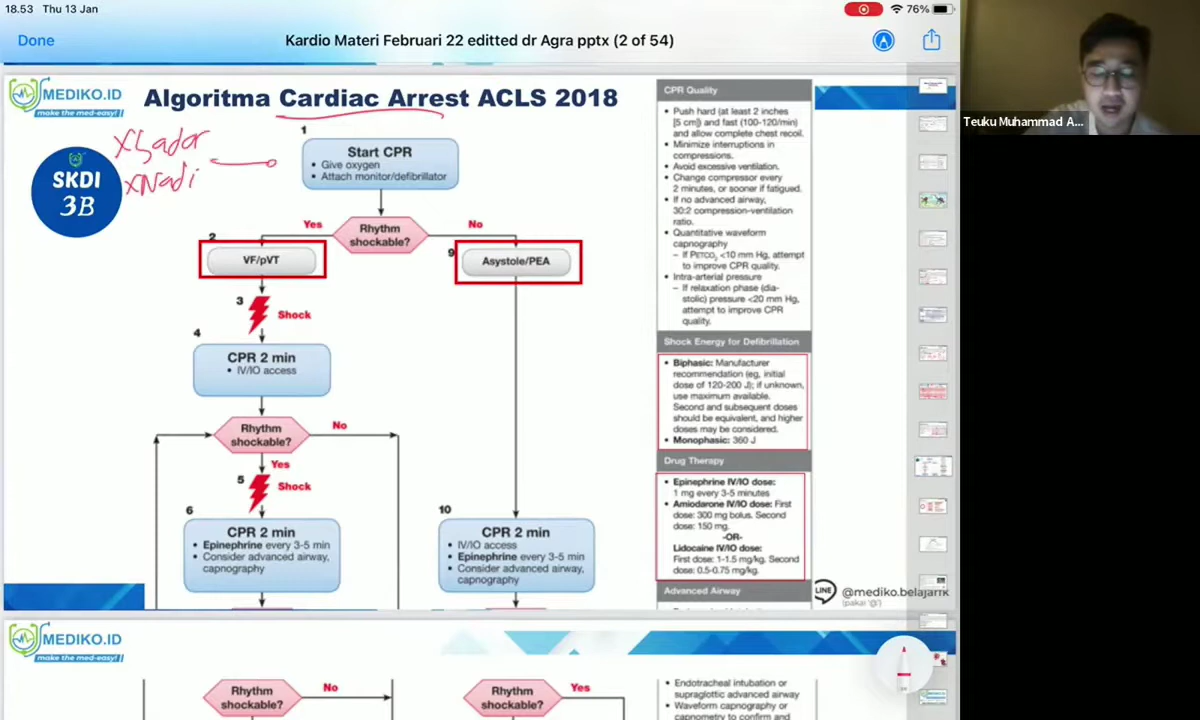 18.53 Thu 13 Jan
76%
Done
Kardio Materi Februari 22 editted dr Agra pptx (2 of 54)
Teuku Muhammad A...
MEDIKO.ID
make the med-easy!
Algoritma Cardiac Arrest ACLS 2018
XSadar
XNadi
SKDI
3B
1
Start CPR
• Give oxygen
• Attach monitor/defibrillator
Rhythm
shockable?
Yes
No
2
VF/pVT
9
Asystole/PEA
3
Shock
4
CPR 2 min
• IV/IO access
Rhythm
shockable?
No
Yes
5
Shock
6
CPR 2 min
• Epinephrine every 3-5 min
• Consider advanced airway,
capnography
10
CPR 2 min
• IV/IO access
• Epinephrine every 3-5 min
• Consider advanced airway,
capnography
CPR Quality
• Push hard (at least 2 inches
[5 cm]) and fast (100-120/min)
and allow complete chest recoil.
• Minimize interruptions in
compressions.
• Avoid excessive ventilation.
• Change compressor every
2 minutes, or sooner if fatigued.
• If no advanced airway,
30:2 compression-ventilation
ratio.
• Quantitative waveform
capnography
– If PETCO₂ <10 mm Hg, attempt
to improve CPR quality.
• Intra-arterial pressure
– If relaxation phase (dia-
stolic) pressure <20 mm Hg,
attempt to improve CPR
quality.
Shock Energy for Defibrillation
• Biphasic: Manufacturer
recommendation (eg, initial
dose of 120-200 J); if unknown,
use maximum available.
Second and subsequent doses
should be equivalent, and higher
doses may be considered.
• Monophasic: 360 J
Drug Therapy
• Epinephrine IV/IO dose:
1 mg every 3-5 minutes
• Amiodarone IV/IO dose: First
dose: 300 mg bolus. Second
dose: 150 mg.
-OR-
Lidocaine IV/IO dose:
First dose: 1-1.5 mg/kg. Second
dose: 0.5-0.75 mg/kg.
Advanced Airway
LINE
@mediko.belajarfk
(pakai '@')
MEDIKO.ID
make the med-easy!
Rhythm
shockable?
No
Rhythm
shockable?
Yes
• Endotracheal intubation or
supraglottic advanced airway
• Waveform capnography or
capnometry to confirm and